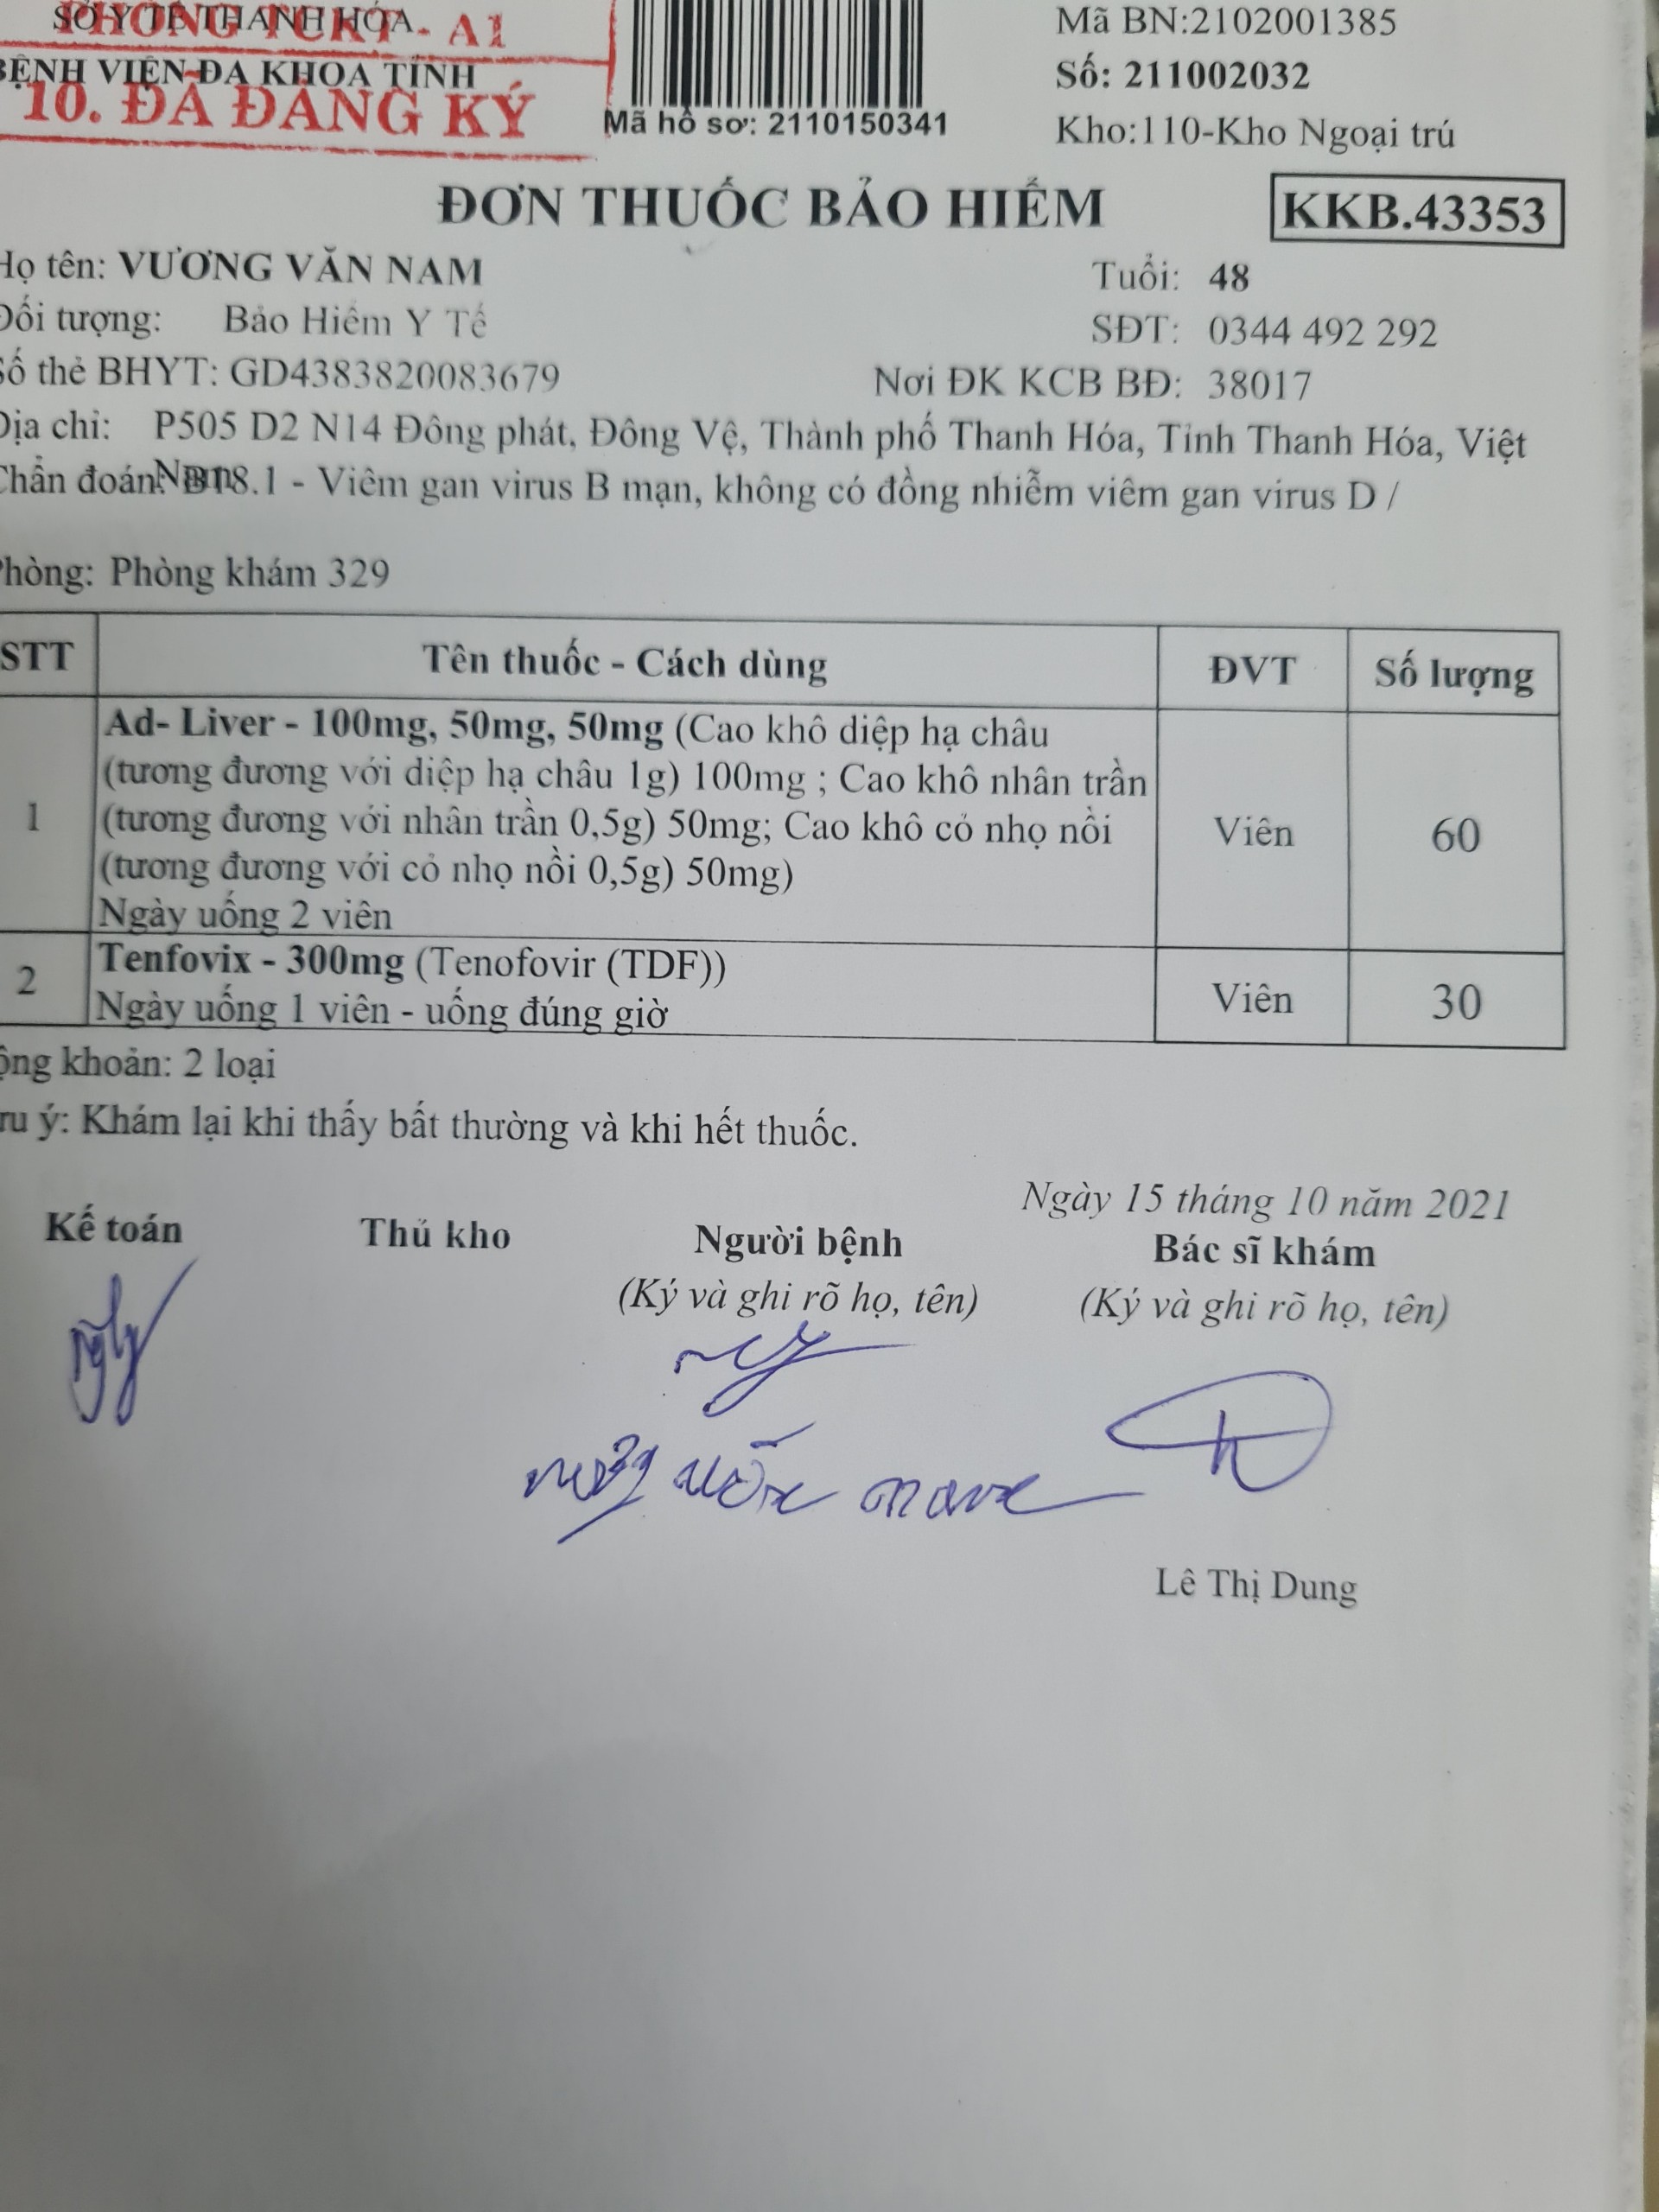 SỞ Y TẾ THANH HÓA
PHÒNG TCKT - A1
BỆNH VIỆN ĐA KHOA TỈNH
10. ĐÃ ĐĂNG KÝ
Mã hồ sơ: 2110150341
Mã BN:2102001385
Số: 211002032
Kho:110-Kho Ngoại trú
ĐƠN THUỐC BẢO HIỂM
KKB.43353
Họ tên: VƯƠNG VĂN NAM Tuổi: 48
Đối tượng: Bảo Hiểm Y Tế SĐT: 0344 492 292
Số thẻ BHYT: GD4383820083679 Nơi ĐK KCB BĐ: 38017
Địa chỉ: P505 D2 N14 Đông phát, Đông Vệ, Thành phố Thanh Hóa, Tỉnh Thanh Hóa, Việt
Nam
Chẩn đoán: B18.1 - Viêm gan virus B mạn, không có đồng nhiễm viêm gan virus D /
Phòng: Phòng khám 329
STT Tên thuốc - Cách dùng ĐVT Số lượng
1 Ad- Liver - 100mg, 50mg, 50mg (Cao khô diệp hạ châu
(tương đương với diệp hạ châu 1g) 100mg ; Cao khô nhân trần
(tương đương với nhân trần 0,5g) 50mg; Cao khô cỏ nhọ nồi Viên 60
(tương đương với cỏ nhọ nồi 0,5g) 50mg)
Ngày uống 2 viên
2 Tenfovix - 300mg (Tenofovir (TDF)) Viên 30
Ngày uống 1 viên - uống đúng giờ
ộng khoản: 2 loại
ưu ý: Khám lại khi thấy bất thường và khi hết thuốc.
Ngày 15 tháng 10 năm 2021
Kế toán Thủ kho Người bệnh Bác sĩ khám
(Ký và ghi rõ họ, tên) (Ký và ghi rõ họ, tên)
Lê Thị Dung